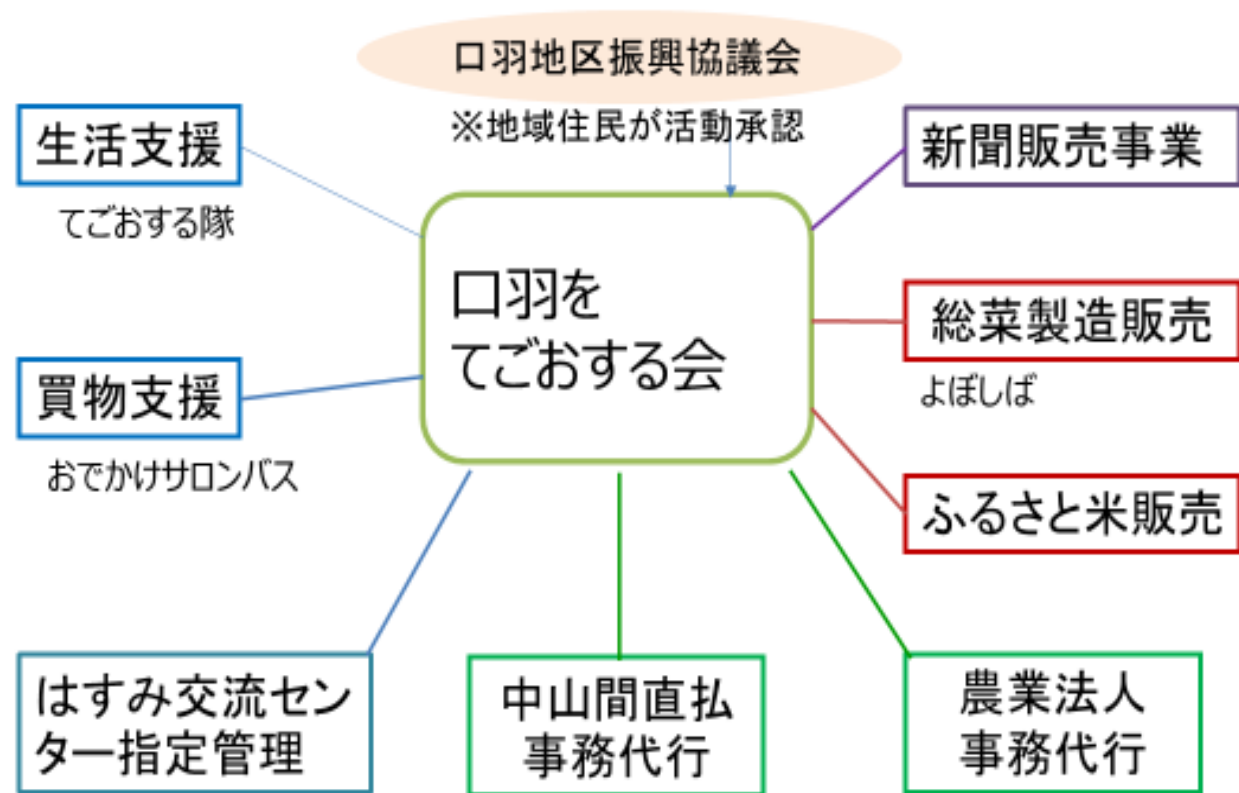 口羽地区振興協議会
※地域住民が活動承認
生活支援
てごおする隊
新聞販売事業
口羽を
てごおする会
総菜製造販売
よぼしば
買物支援
おでかけサロンバス
ふるさと米販売
はすみ交流セン
ター指定管理
中山間直払
事務代行
農業法人
事務代行